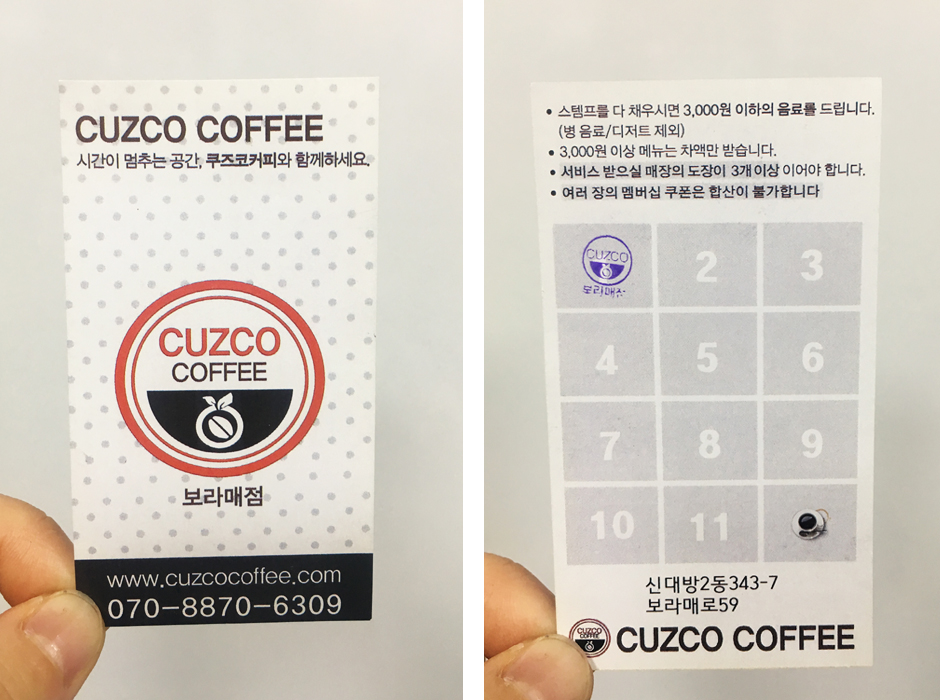 CUZCO COFFEE
시간이 멈추는 공간, 쿠즈코커피와 함께하세요.
CUZCO
COFFEE
보라매점
www.cuzcocoffee.com
070-8870-6309
• 스템프를 다 채우시면 3,000원 이하의 음료를 드립니다.
(병 음료/디저트 제외)
• 3,000원 이상 메뉴는 차액만 받습니다.
• 서비스 받으실 매장의 도장이 3개 이상 이어야 합니다.
• 여러 장의 멤버십 쿠폰은 합산이 불가합니다
CUZCO
보라매점
2
3
4
5
6
7
8
9
10
11
신대방2동343-7
보라매로59
CUZCO
COFFEE
CUZCO COFFEE